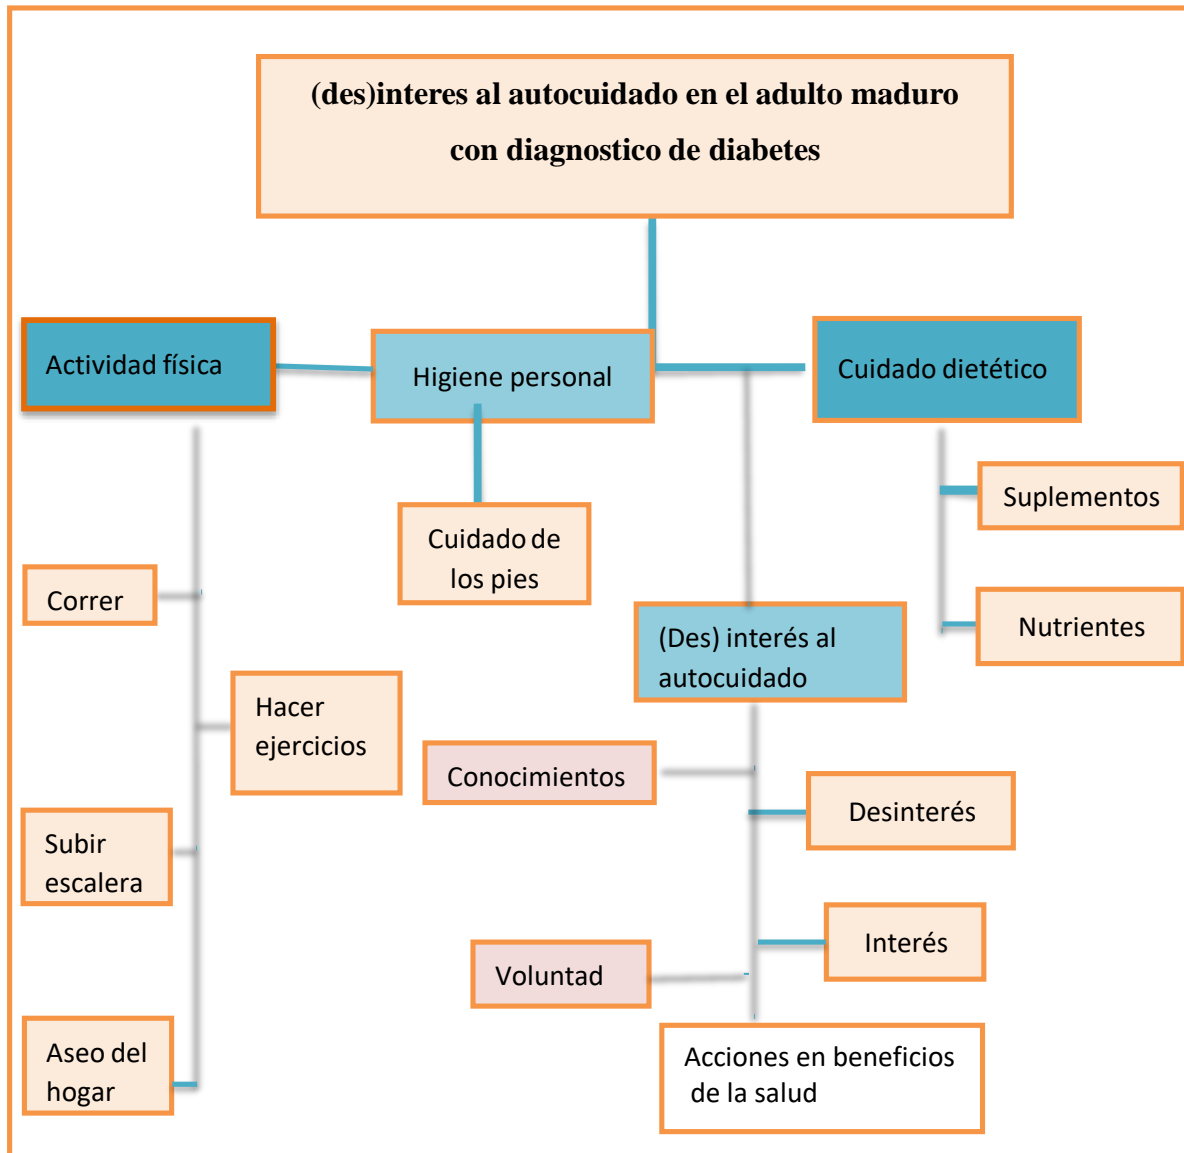 (des)interes al autocuidado en el adulto maduro
con diagnostico de diabetes
Actividad física
Higiene personal
Cuidado dietético
Suplementos
Cuidado de
los pies
Correr
Nutrientes
(Des) interés al
autocuidado
Hacer
ejercicios
Conocimientos
Desinterés
Subir
escalera
Interés
Voluntad
Aseo del
hogar
Acciones en beneficios
de la salud